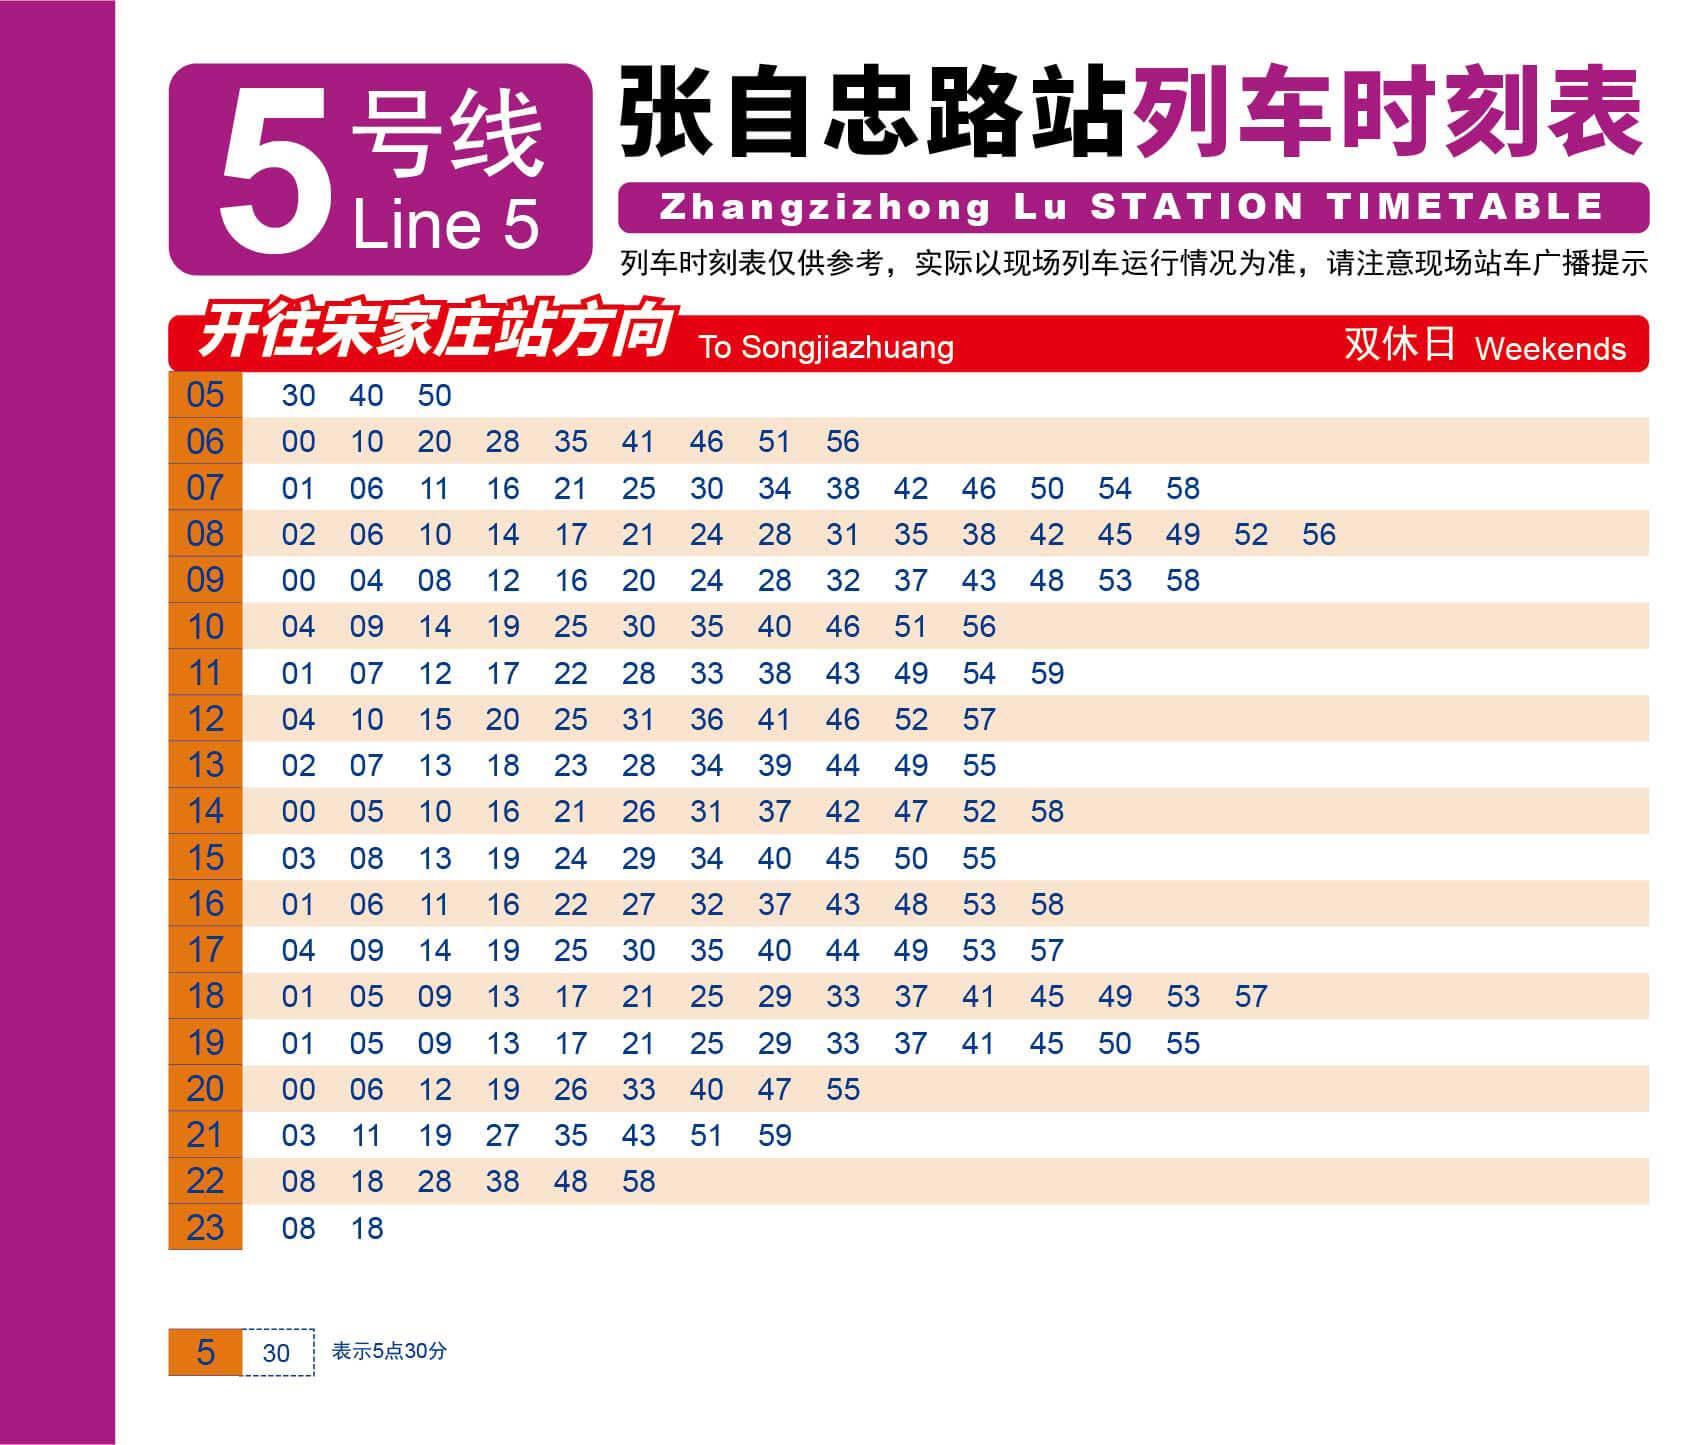 5 号线
Line 5
张自忠路站列车时刻表
Zhangzizhong Lu STATION TIMETABLE
列车时刻表仅供参考，实际以现场列车运行情况为准，请注意现场站车广播提示
开往宋家庄站方向 To Songjiazhuang 双休日 Weekends
05 30 40 50
06 00 10 20 28 35 41 46 51 56
07 01 06 11 16 21 25 30 34 38 42 46 50 54 58
08 02 06 10 14 17 21 24 28 31 35 38 42 45 49 52 56
09 00 04 08 12 16 20 24 28 32 37 43 48 53 58
10 04 09 14 19 25 30 35 40 46 51 56
11 01 07 12 17 22 28 33 38 43 49 54 59
12 04 10 15 20 25 31 36 41 46 52 57
13 02 07 13 18 23 28 34 39 44 49 55
14 00 05 10 16 21 26 31 37 42 47 52 58
15 03 08 13 19 24 29 34 40 45 50 55
16 01 06 11 16 22 27 32 37 43 48 53 58
17 04 09 14 19 25 30 35 40 44 49 53 57
18 01 05 09 13 17 21 25 29 33 37 41 45 49 53 57
19 01 05 09 13 17 21 25 29 33 37 41 45 50 55
20 00 06 12 19 26 33 40 47 55
21 03 11 19 27 35 43 51 59
22 08 18 28 38 48 58
23 08 18
5 30 表示5点30分